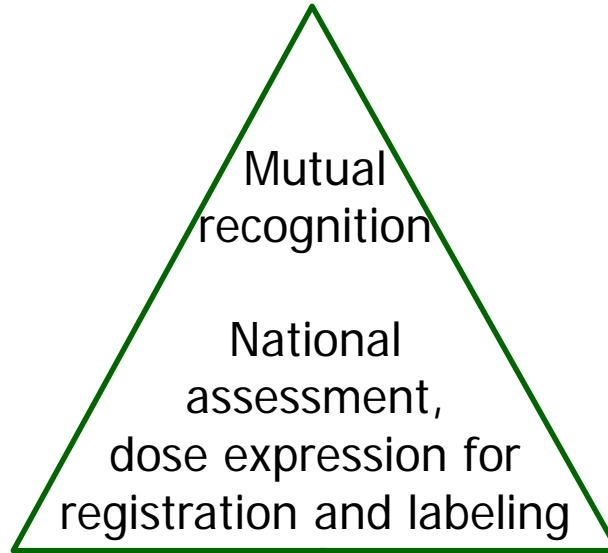 Mutual
recognition
National
assessment,
dose expression for
registration and labeling